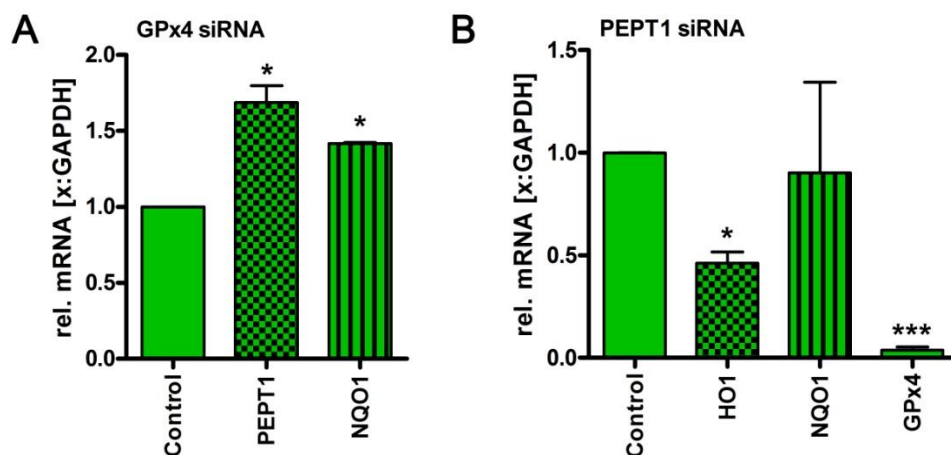 A
GPx4 siRNA
rel. mRNA [x:GAPDH]
2.0
1.5
1.0
0.5
0.0
*
*
Control
PEPT1
NQO1
B
PEPT1 siRNA
rel. mRNA [x:GAPDH]
1.5
1.0
0.5
0.0
*
***
Control
HO1
NQO1
GPx4